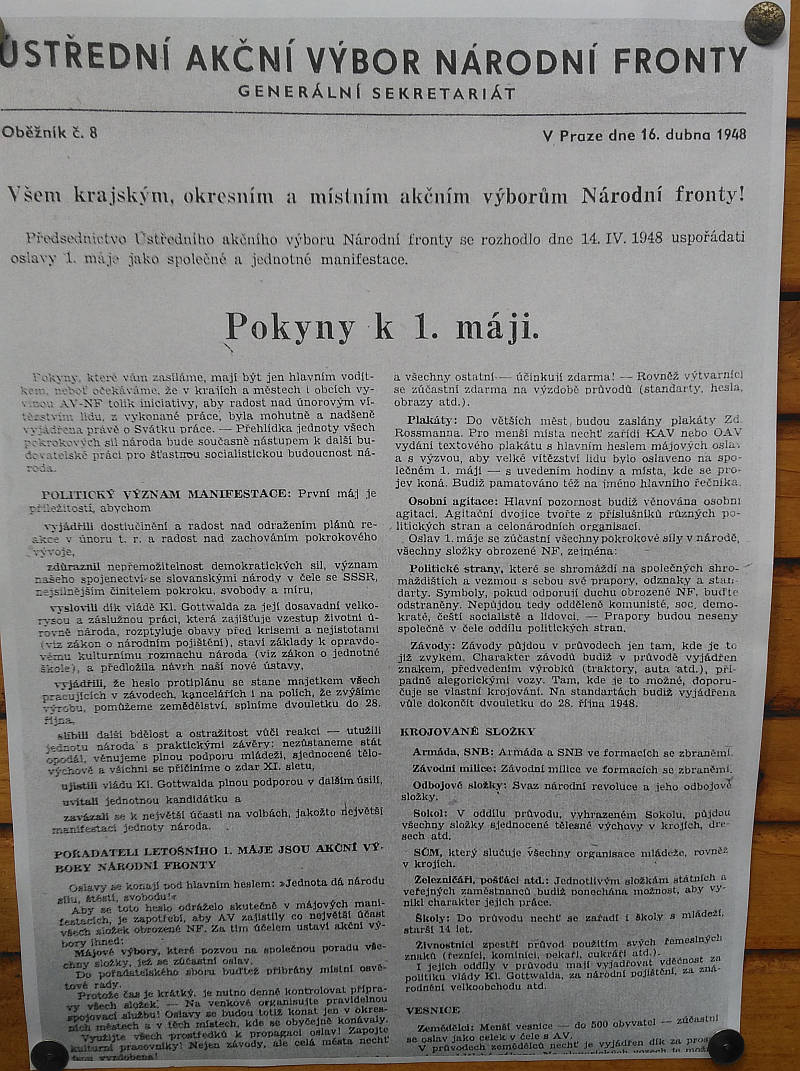 ÚSTŘEDNÍ AKČNÍ VÝBOR NÁRODNÍ FRONTY
GENERÁLNÍ SEKRETARIÁT
Oběžník č. 8
V Praze dne 16. dubna 1948
Všem krajským, okresním a místním akčním výborům Národní fronty!
Předsednictvo Ústředního akčního výboru Národní fronty se rozhodlo dne 14. IV. 1948 uspořádati
oslavy 1. máje jako společné a jednotné manifestace.
Pokyny k 1. máji.
Pokyny, které vám zasíláme, mají být jen hlavním vodít-
kem, neboť očekáváme, že v krajích a městech i obcích vy-
vinou AV-NF tolik iniciativy, aby radost nad únorovým ví-
tězstvím lidu, z vykonané práce, byla mohutně a nadšeně
vyjádřena právě o Svátku práce. — Přehlídka jednoty všech
pokrokových sil národa bude současně nástupem k další bu-
dovatelské práci pro šťastnou socialistickou budoucnost ná-
roda.
POLITICKÝ VÝZNAM MANIFESTACE: První máj je
příležitostí, abychom
vyjádřili dostiučinění a radost nad odražením plánů re-
akce v únoru t. r. a radost nad zachováním pokrokového
vývoje,
zdůraznil nepřemožitelnost demokratických sil, význam
našeho spojenectví se slovanskými národy v čele se SSSR,
nejsilnějším činitelem pokroku, svobody a míru,
vyslovili dík vládě Kl. Gottwalda za její dosavadní velko-
rysou a záslužnou práci, která zajišťuje vzestup životní ú-
rovně národa, rozptyluje obavy před krisemi a nejistotami
(viz zákon o národním pojištění), staví základy k opravdo-
vému kulturnímu rozmachu národa (viz zákon o jednotné
škole), a předložila návrh naší nové ústavy,
vyjádřili, že heslo protiplánu se stane majetkem všech
pracujících v závodech, kancelářích i na polích, že zvýšíme
výrobu, pomůžeme zemědělství, splníme dvouletku do 28.
října,
slíbili další bdělost a ostražitost vůči reakci — utužili
jednotu národa s praktickými závěry: nezůstaneme stát
opodál, věnujeme plnou podporu mládeži, sjednocené tělo-
výchově a všichni se přičiníme o zdar XI. sletu,
ujistili vládu Kl. Gottwalda plnou podporou v dalším úsilí,
uvítali jednotnou kandidátku a
zavázali se k největší účasti na volbách, jakožto největší
manifestaci jednoty národa.
POŘADATELI LETOŠNÍHO 1. MÁJE JSOU AKČNÍ VÝ-
BORY NÁRODNÍ FRONTY
Oslavy se konají pod hlavním heslem: »Jednota dá národu
sílu, štěstí, svobodu!«
Aby se toto heslo odráželo skutečně v májových mani-
festacích, je zapotřebí, aby AV zajistily co největší účast
všech složek obrozené NF. Za tím účelem ustaví akční vý-
bory ihned:
Májové výbory, které pozvou na společnou poradu vše-
chny složky, jež se zúčastní oslav.
Do pořadatelského sboru buďtež přibrány místní osvě-
tové rady.
Protože čas je krátký, je nutno denně kontrolovat přípra-
vy všech složek. — Na venkově organisujte pravidelnou
spojovací službu! Oslavy se budou totiž konat jen v okres-
ních městech a v těch místech, kde se obyčejně konávaly.
Využijte všech prostředků k propagaci oslav! Zapojte
kulturní pracovníky! Nejen závody, ale celá města nechť
jsou vyzdobena!
a všechny ostatní — účinkují zdarma! — Rovněž výtvarníci
se zúčastní zdarma na výzdobě průvodů (standarty, hesla,
obrazy atd.).
Plakáty: Do větších měst budou zaslány plakáty Zd.
Rossmanna. Pro menší místa nechť zařídí KAV nebo OAV
vydání textového plakátu s hlavním heslem májových oslav
a s výzvou, aby velké vítězství lidu bylo oslaveno na spo-
lečném 1. máji — s uvedením hodiny a místa, kde se pro-
jev koná. Budiž pamatováno též na jméno hlavního řečníka.
Osobní agitace: Hlavní pozornost budiž věnována osobní
agitaci. Agitační dvojice tvořte z příslušníků různých po-
litických stran a celonárodních organisací.
Oslav 1. máje se zúčastní všechny pokrokové síly v národě,
všechny složky obrozené NF, zejména:
Politické strany, které se shromáždí na společných shro-
mážděních a vezmou s sebou své prapory, odznaky a stan-
darty. Symboly, pokud odporují duchu obrozené NF, buďte
odstraněny. Nepůjdou tedy odděleně komunisté, soc. demo-
kraté, čeští socialisté a lidovci. — Prapory budou neseny
společně v čele oddílu politických stran.
Závody: Závody půjdou v průvodech jen tam, kde je to
již zvykem. Charakter závodů budiž v průvodě vyjádřen
znakem, předvedením výrobků (traktory, auta atd.), pří-
padně alegorickými vozy. Tam, kde je to možné, doporu-
čuje se vlastní krojování. Na standartách budiž vyjádřena
vůle dokončit dvouletku do 28. října 1948.
KROJOVANÉ SLOŽKY
Armáda, SNB: Armáda a SNB ve formacích se zbraněmi.
Závodní milice: Závodní milice ve formacích se zbraněmi.
Odbojové složky: Svaz národní revoluce a jeho odbojové
složky.
Sokol: V oddílu průvodu, vyhrazeném Sokolu, půjdou
všechny složky sjednocené tělesné výchovy v krojích, dre-
sech atd.
SČM, který slučuje všechny organisace mládeže, rovněž
v krojích.
Železničáři, pošťáci atd.: Jednotlivým složkám státních a
veřejných zaměstnanců budiž ponechána možnost, aby vy-
nikl charakter jejich práce.
Školy: Do průvodu nechť se zařadí i školy s mládeží,
starší 14 let.
Živnostníci zpestří průvod použitím svých řemeslných
znaků (řezníci, kominíci, pekaři, cukráři atd.).
I jejich oddíly v průvodu mají vyjadřovat vděčnost za
politiku vlády Kl. Gottwalda, za národní pojištění, za zná-
rodnění velkoobchodu atd.
VESNICE
Zemědělci: Menší vesnice — do 500 obyvatel — zúčastní
se oslav jako celek v čele s AV.
V průvodech zemědělců nechť je vyjádřen dík za